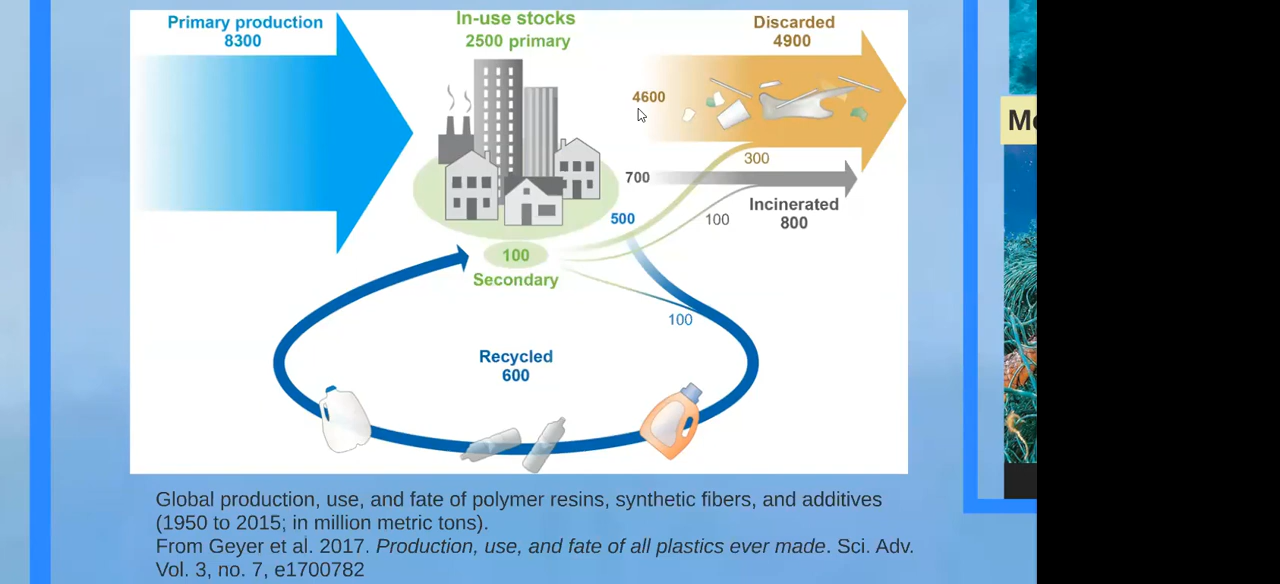 Primary production
8300
In-use stocks
2500 primary
Discarded
4900
4600
300
700
500
100
Incinerated
800
100
Secondary
100
Recycled
600
Global production, use, and fate of polymer resins, synthetic fibers, and additives
(1950 to 2015; in million metric tons).
From Geyer et al. 2017. Production, use, and fate of all plastics ever made. Sci. Adv.
Vol. 3, no. 7, e1700782